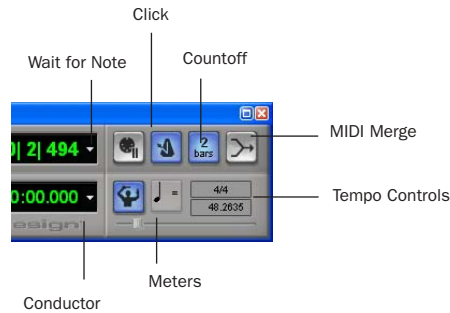 Click
Wait for Note
Countoff
0| 2| 494
2
bars
MIDI Merge
0:00.000
=
4/4
48.2635
Tempo Controls
esign
Meters
Conductor